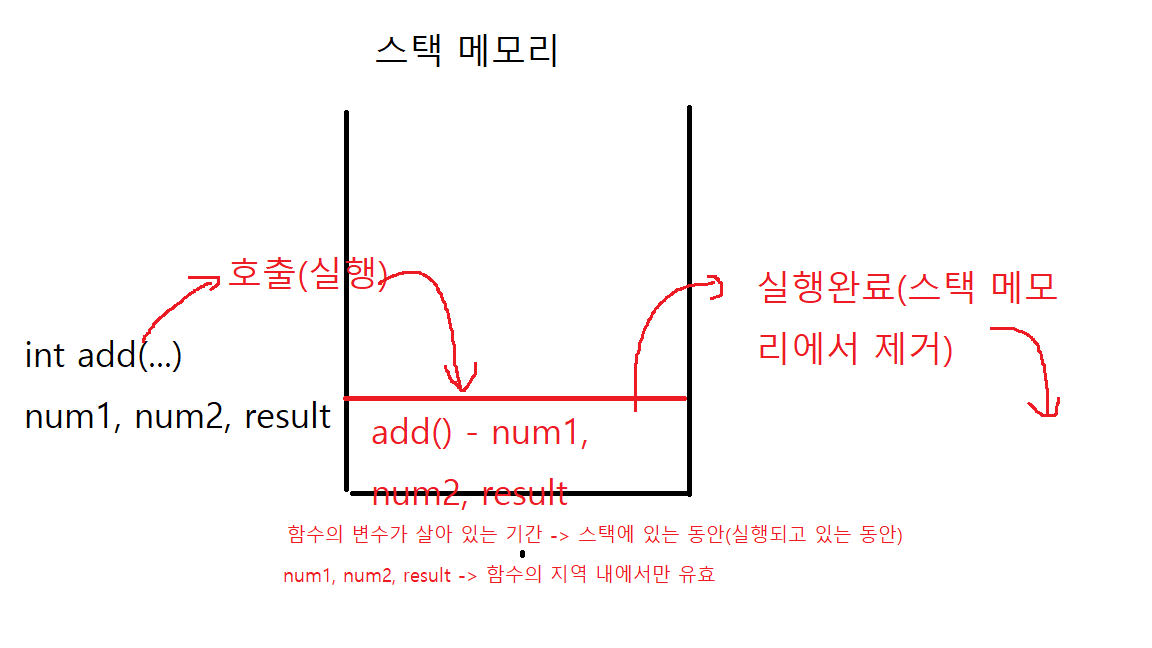 스택 메모리
호출(실행)
실행완료(스택 메모
리에서 제거)
int add(...)
num1, num2, result
add() - num1,
num2, result
함수의 변수가 살아 있는 기간 -> 스택에 있는 동안(실행되고 있는 동안)
num1, num2, result -> 함수의 지역 내에서만 유효